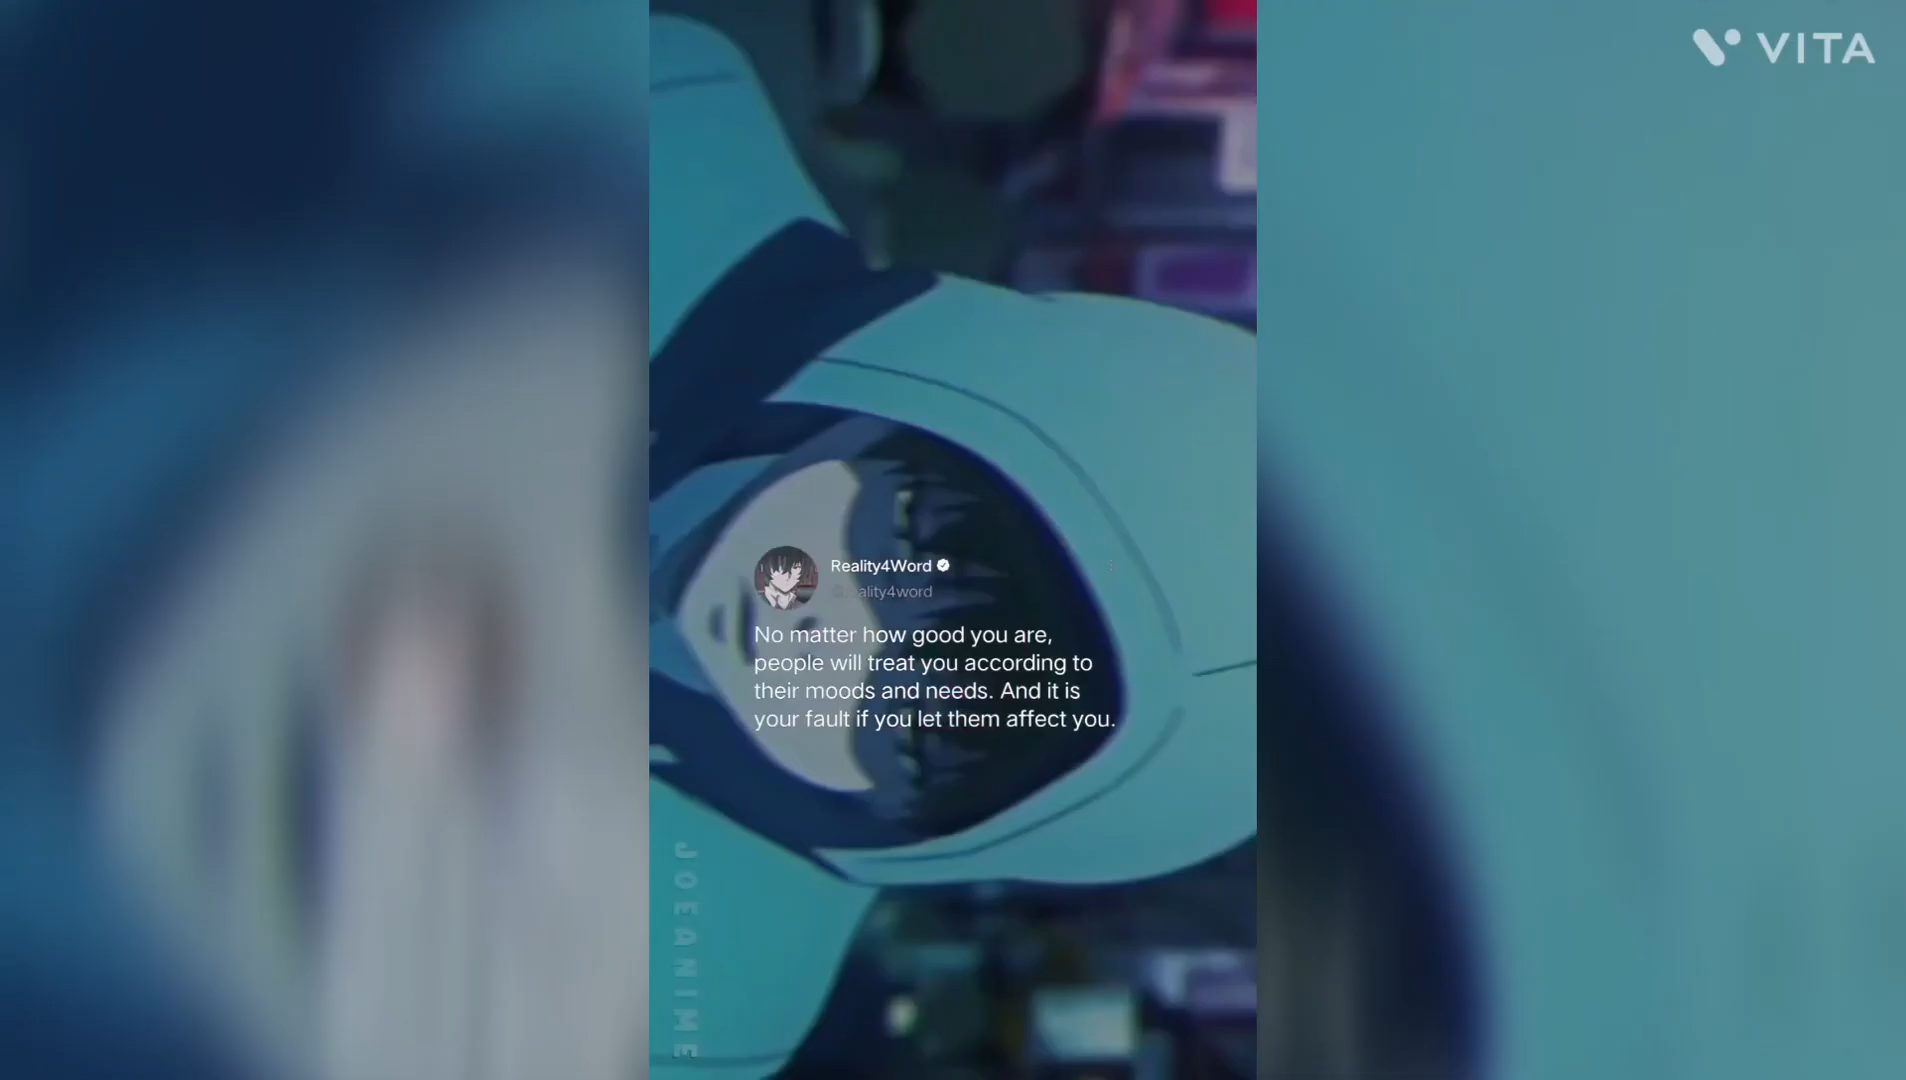 VITA
Reality4Word
No matter how good you are,
people will treat you according to
their moods and needs. And it is
your fault if you let them affect you.
JOEANIME